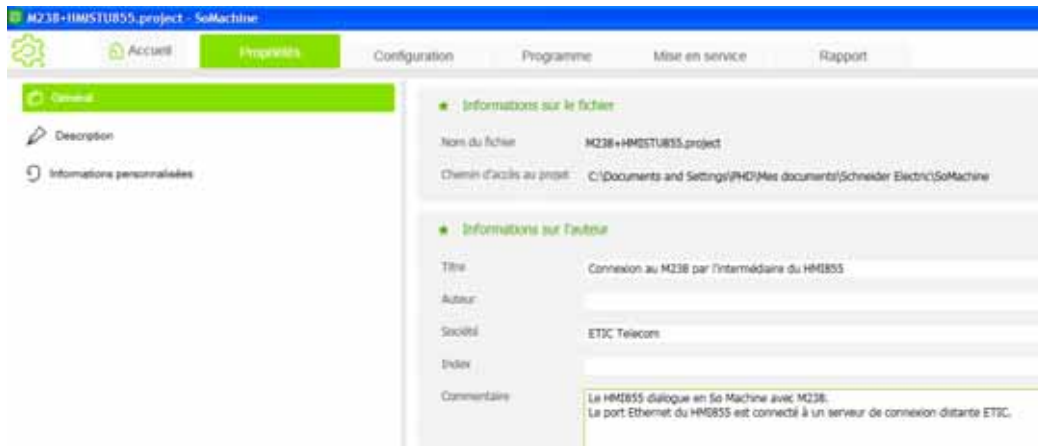 M238+HMISTU855.project - SoMachine
Accueil Propriétés Configuration Programme Mise en service Rapport
Général
Description
Informations personnalisées
Informations sur le fichier
Nom du fichier M238+HMISTU855.project
Chemin d'accès au projet C:\Documents and Settings\PHD\Mes documents\Schneider Electric\SoMachine
Informations sur l'auteur
Titre Connexion au M238 par l'intermédiaire du HMI855
Auteur
Société ETIC Telecom
Index
Commentaire Le HMI855 dialogue en So Machine avec M238.
Le port Ethernet du HMI855 est connecté à un serveur de connexion distante ETIC.